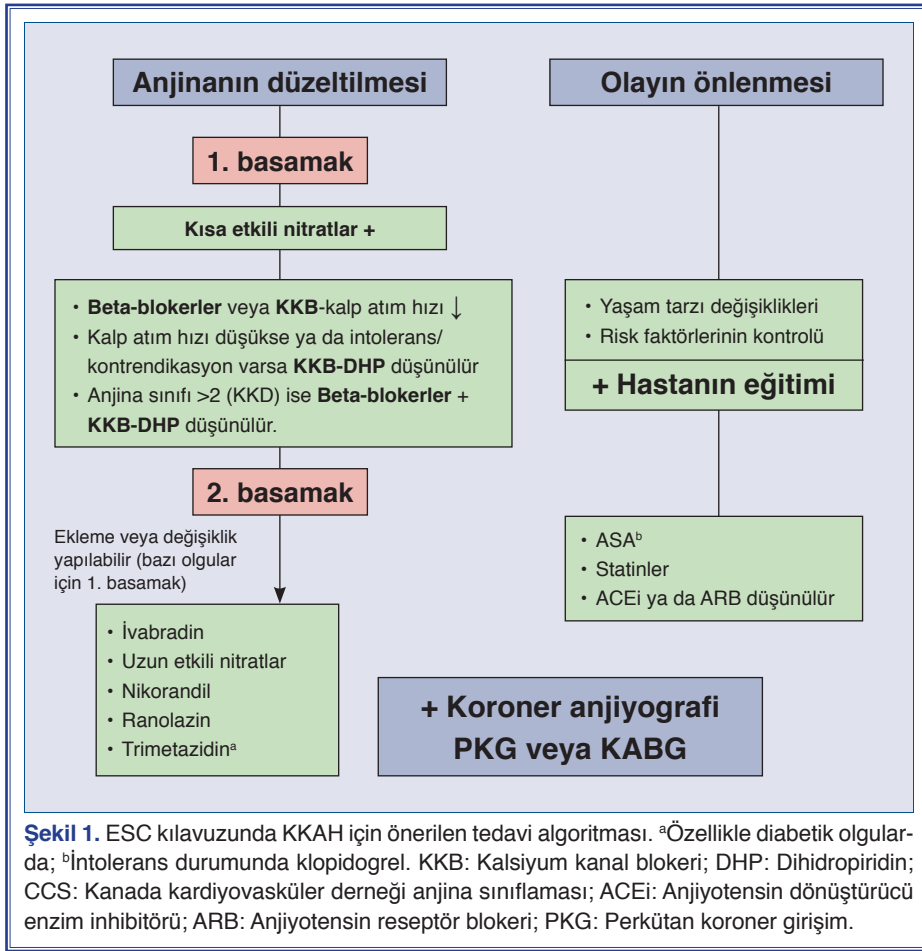 Anjinanın düzeltilmesi
1. basamak
Kısa etkili nitratlar +
• Beta-blokerler veya KKB-kalp atım hızı ↓
• Kalp atım hızı düşükse ya da intolerans/
kontrendikasyon varsa KKB-DHP düşünülür
• Anjina sınıfı >2 (KKD) ise Beta-blokerler +
KKB-DHP düşünülür.
2. basamak
Ekleme veya değişiklik
yapılabilir (bazı olgular
için 1. basamak)
• İvabradin
• Uzun etkili nitratlar
• Nikorandil
• Ranolazin
• Trimetazidinᵃ
Olayın önlenmesi
• Yaşam tarzı değişiklikleri
• Risk faktörlerinin kontrolü
+ Hastanın eğitimi
• ASAᵇ
• Statinler
• ACEi ya da ARB düşünülür
+ Koroner anjiyografi
PKG veya KABG
Şekil 1. ESC kılavuzunda KKAH için önerilen tedavi algoritması. ᵃÖzellikle diabetik olgular-
da; ᵇİntolerans durumunda klopidogrel. KKB: Kalsiyum kanal blokeri; DHP: Dihidropiridin;
CCS: Kanada kardiyovasküler derneği anjina sınıflaması; ACEi: Anjiyotensin dönüştürücü
enzim inhibitörü; ARB: Anjiyotensin reseptör blokeri; PKG: Perkütan koroner girişim.